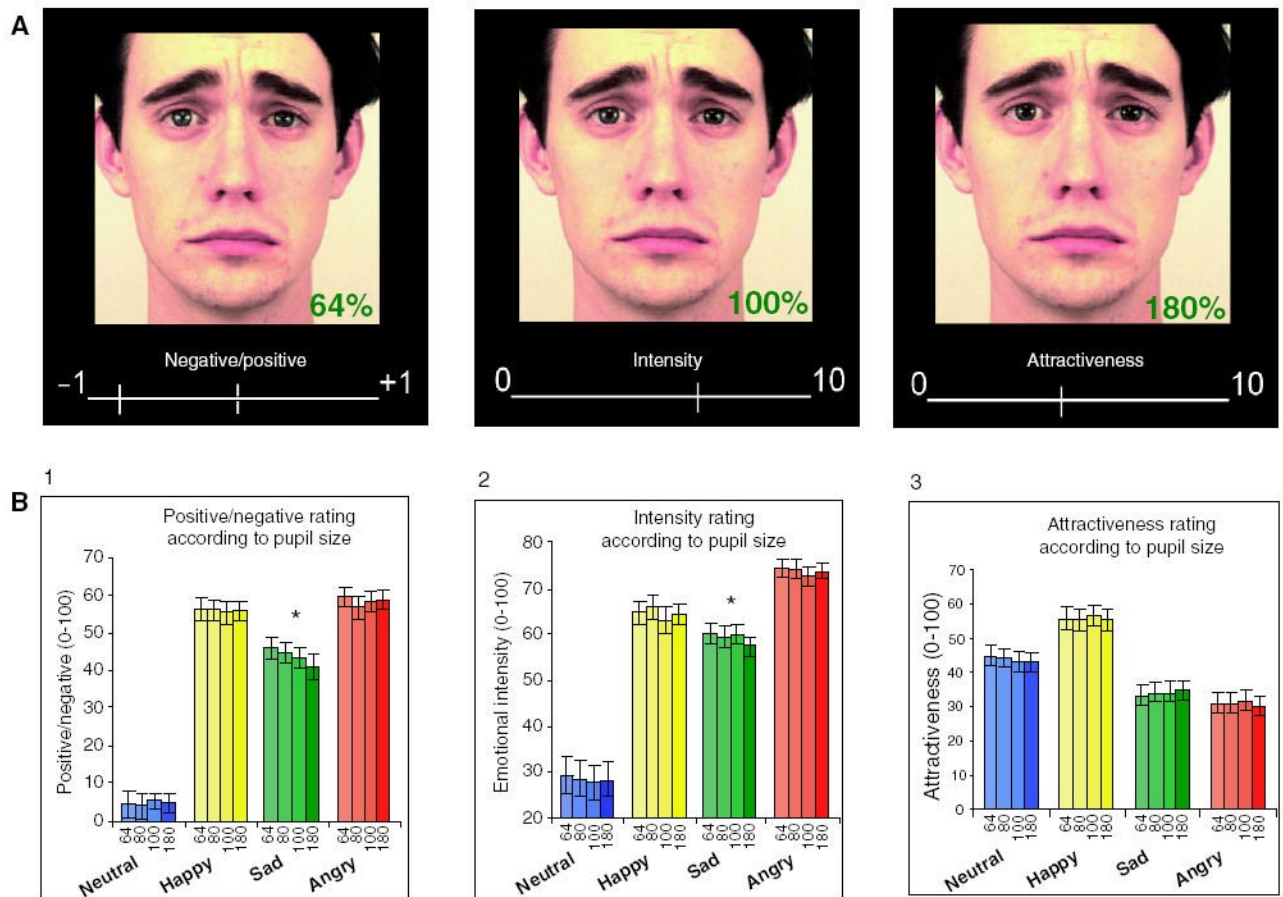 A
64%
Negative/positive
−1
+1
100%
Intensity
0
10
180%
Attractiveness
0
10
B
1
Positive/negative rating
according to pupil size
Positive/negative (0-100)
70
60
50
40
30
20
10
0
*
64 80 100 180 64 80 100 180 64 80 100 180 64 80 100 180
Neutral Happy Sad Angry
2
Intensity rating
according to pupil size
Emotional intensity (0-100)
80
70
60
50
40
30
20
*
64 80 100 180 64 80 100 180 64 80 100 180 64 80 100 180
Neutral Happy Sad Angry
3
Attractiveness rating
according to pupil size
Attractiveness (0-100)
70
60
50
40
30
20
10
0
64 80 100 180 64 80 100 180 64 80 100 180 64 80 100 180
Neutral Happy Sad Angry